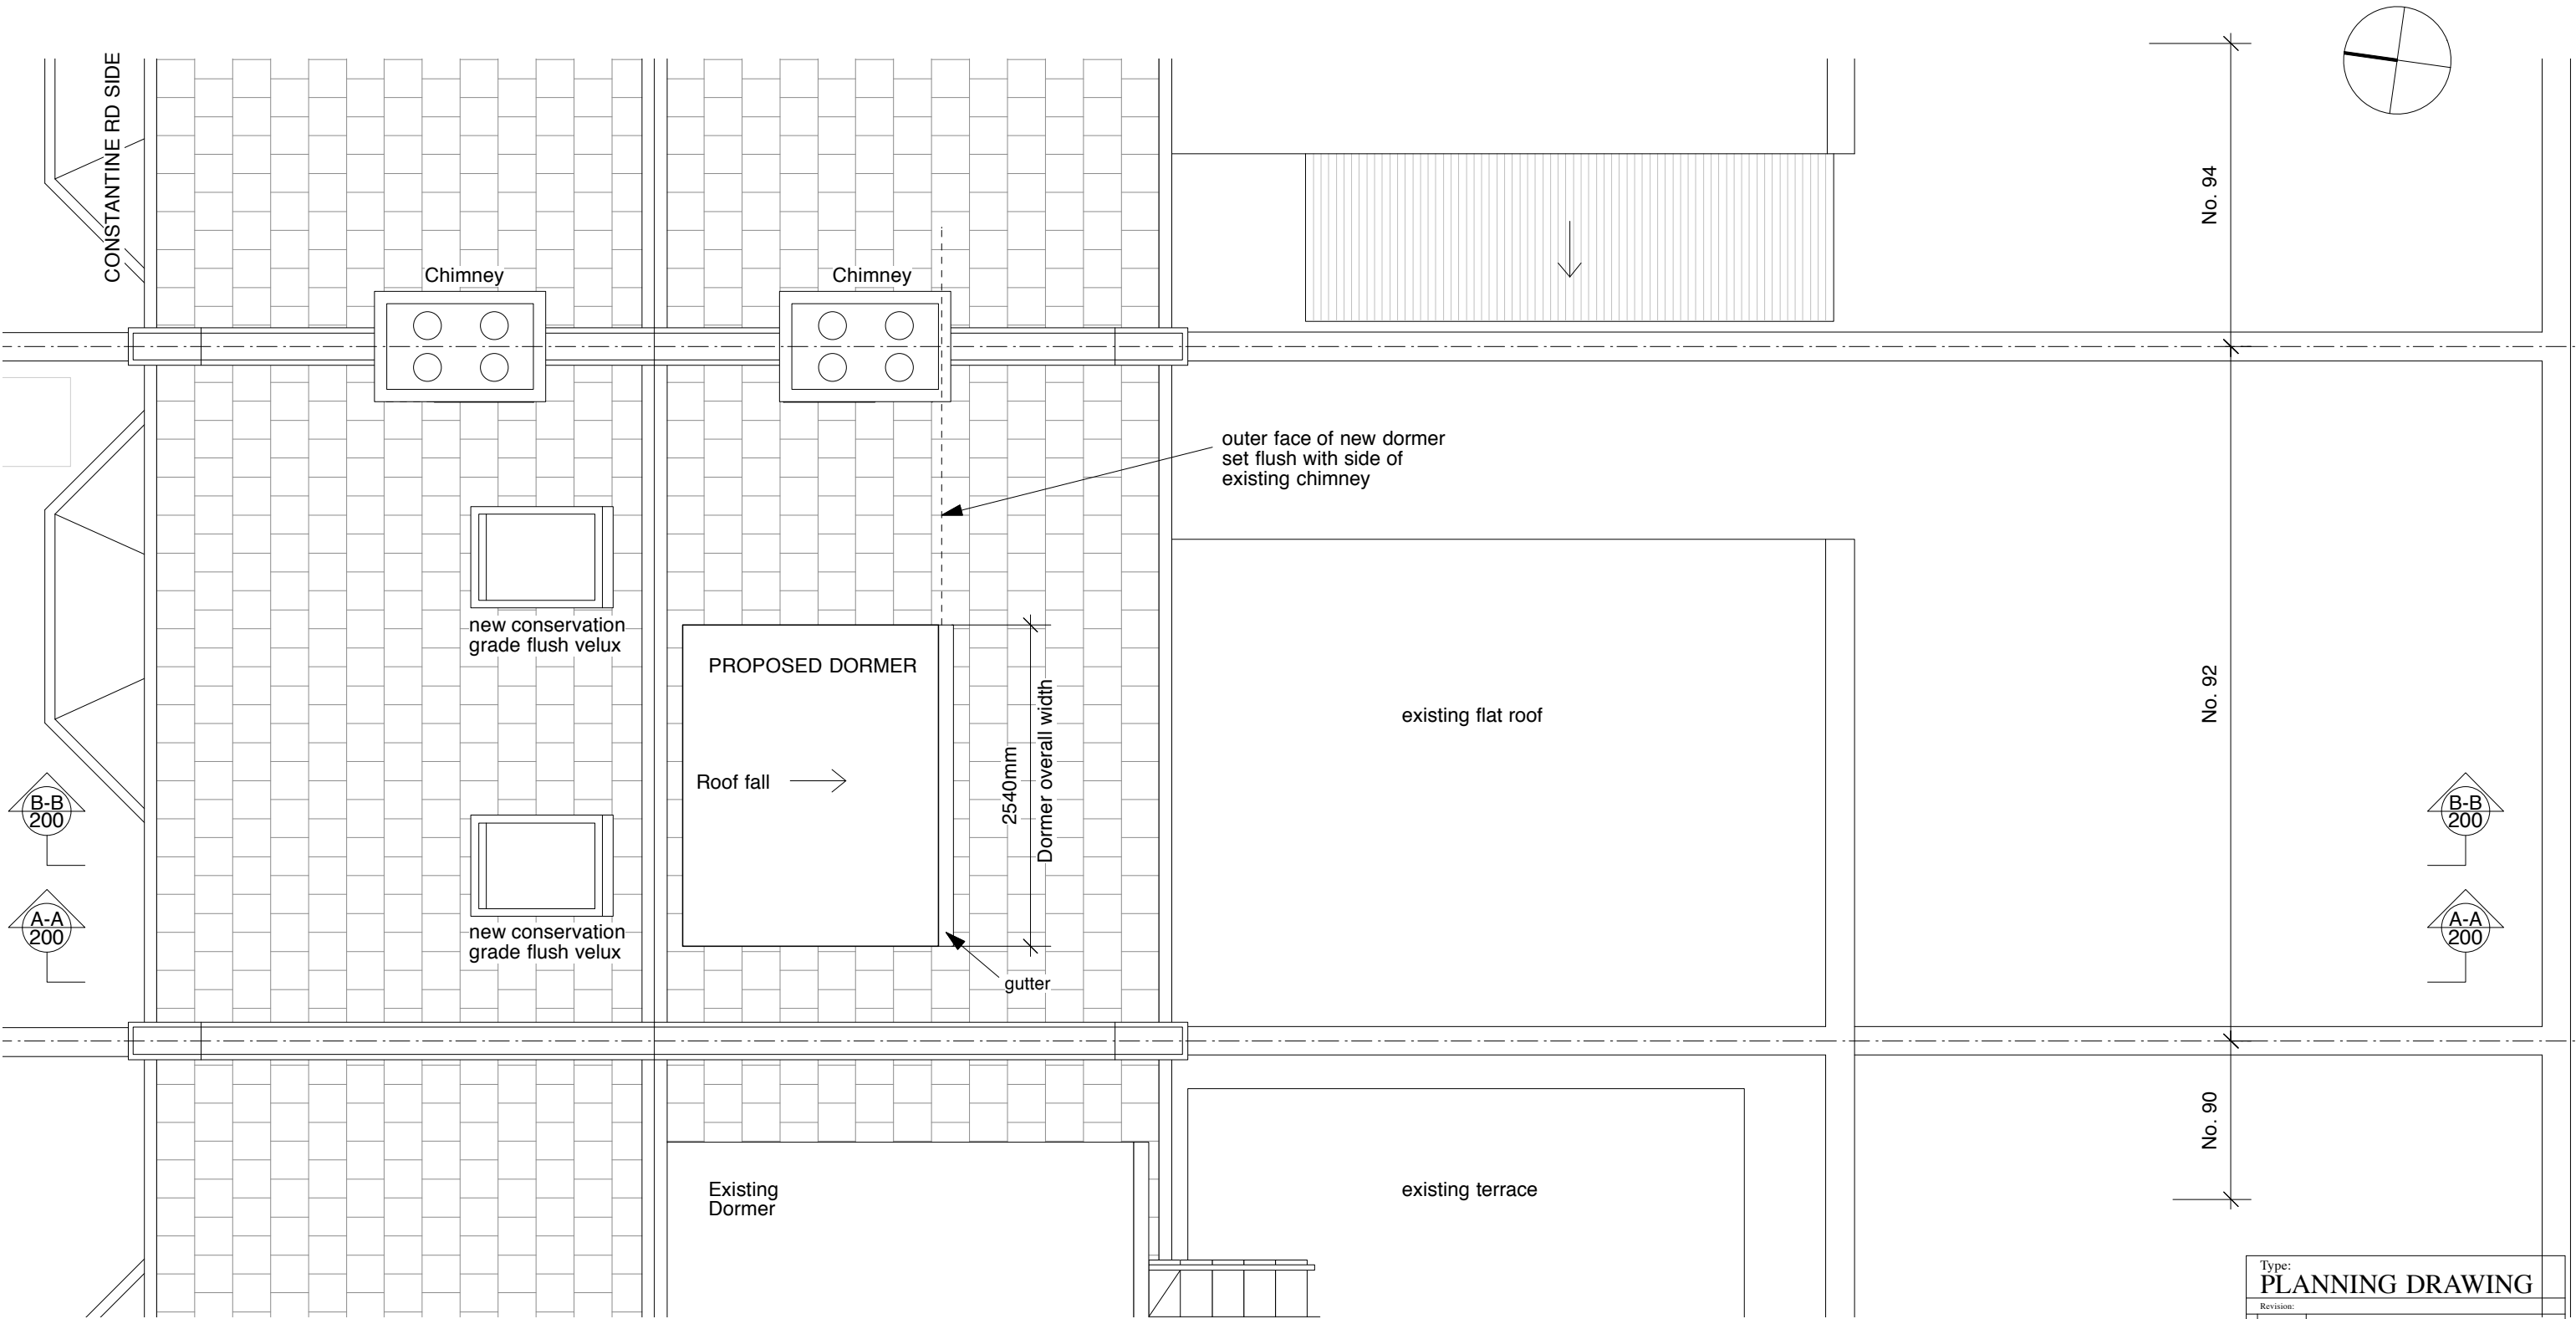 CONSTANTINE RD SIDE
Chimney
Chimney
No. 94
outer face of new dormer
set flush with side of
existing chimney
new conservation
grade flush velux
PROPOSED DORMER
Roof fall
2540mm
Dormer overall width
existing flat roof
No. 92
B-B
200
B-B
200
A-A
200
A-A
200
new conservation
grade flush velux
gutter
No. 90
Existing
Dormer
existing terrace
Type:
PLANNING DRAWING
Revision: